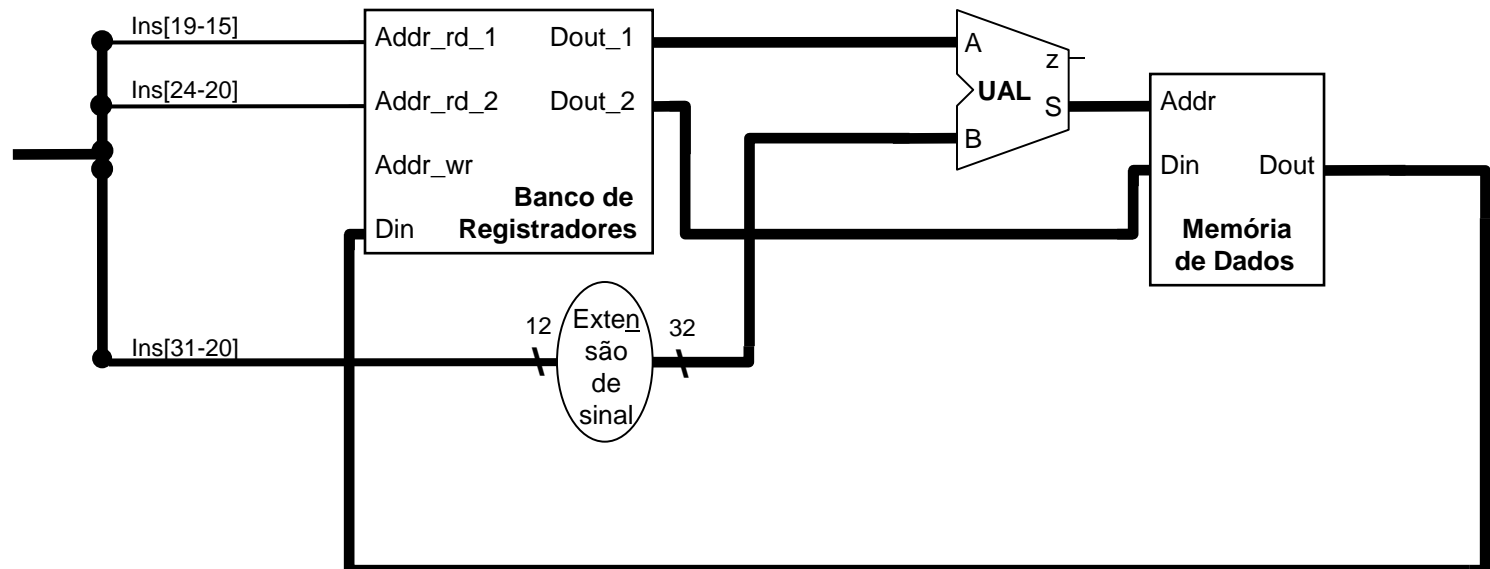 Ins[19-15]
Addr_rd_1
Dout_1
A
z
Ins[24-20]
Addr_rd_2
Dout_2
UAL
S
Addr
B
Addr_wr
Din
Dout
Banco de
Registradores
Din
Memória
de Dados
Ins[31-20]
12
Exten
são
de
sinal
32